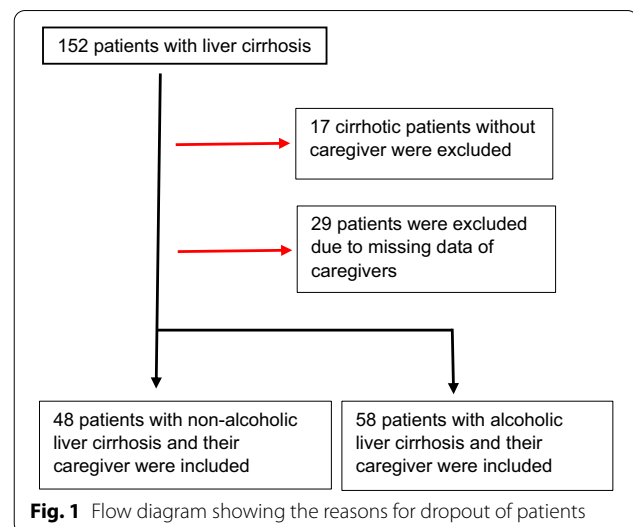 152 patients with liver cirrhosis
17 cirrhotic patients without
caregiver were excluded
29 patients were excluded
due to missing data of
caregivers
48 patients with non-alcoholic
liver cirrhosis and their
caregiver were included
58 patients with alcoholic
liver cirrhosis and their
caregiver were included
Fig. 1 Flow diagram showing the reasons for dropout of patients